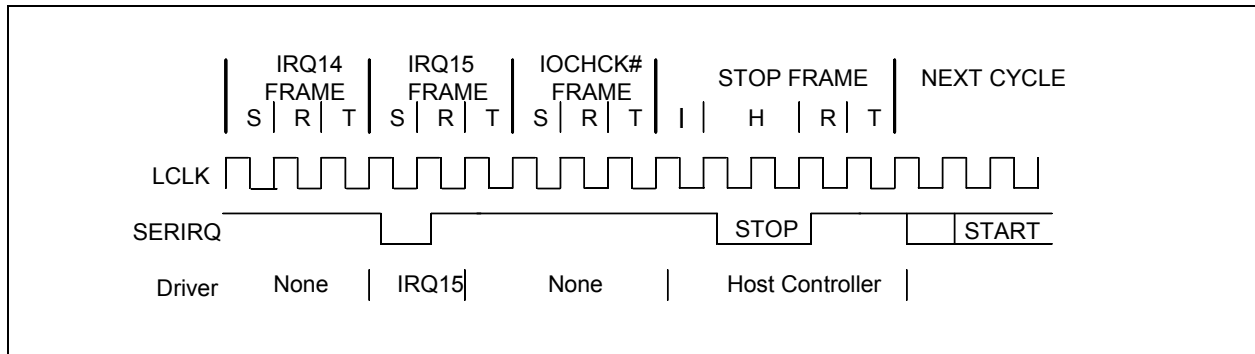 IRQ14 IRQ15 IOCHCK#
FRAME FRAME FRAME STOP FRAME NEXT CYCLE
S R T S R T S R T I H R T
LCLK
SERIRQ STOP START
Driver None IRQ15 None Host Controller